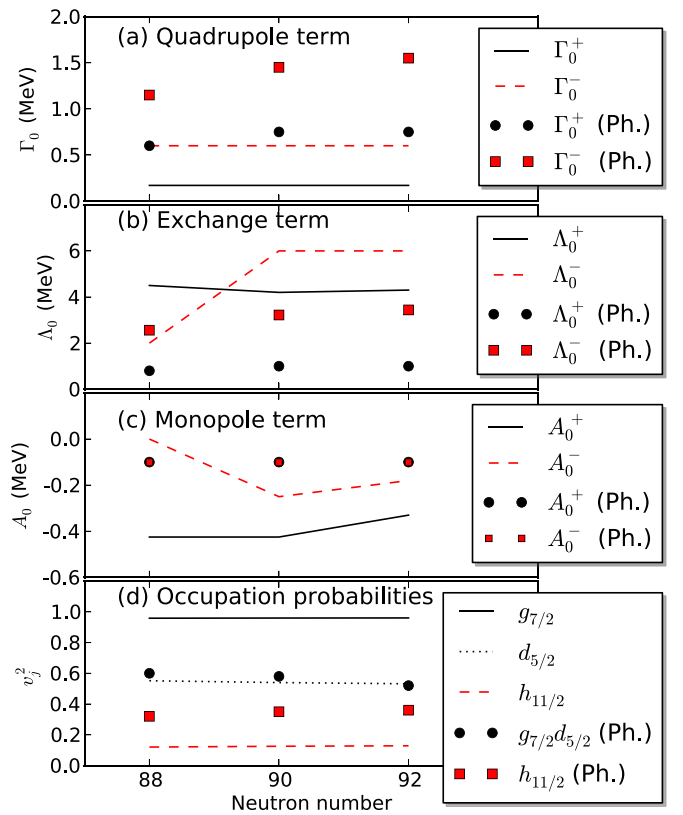 (a) Quadrupole term
Γ₀ (MeV)
2.0
1.5
1.0
0.5
0.0
Γ₀⁺
Γ₀⁻
Γ₀⁺ (Ph.)
Γ₀⁻ (Ph.)
(b) Exchange term
Λ₀ (MeV)
6
4
2
0
Λ₀⁺
Λ₀⁻
Λ₀⁺ (Ph.)
Λ₀⁻ (Ph.)
(c) Monopole term
A₀ (MeV)
0.0
-0.2
-0.4
-0.6
A₀⁺
A₀⁻
A₀⁺ (Ph.)
A₀⁻ (Ph.)
(d) Occupation probabilities
v²ⱼ
1.0
0.8
0.6
0.4
0.2
0.0
g₇/₂
d₅/₂
h₁₁/₂
g₇/₂d₅/₂ (Ph.)
h₁₁/₂ (Ph.)
88 90 92
Neutron number